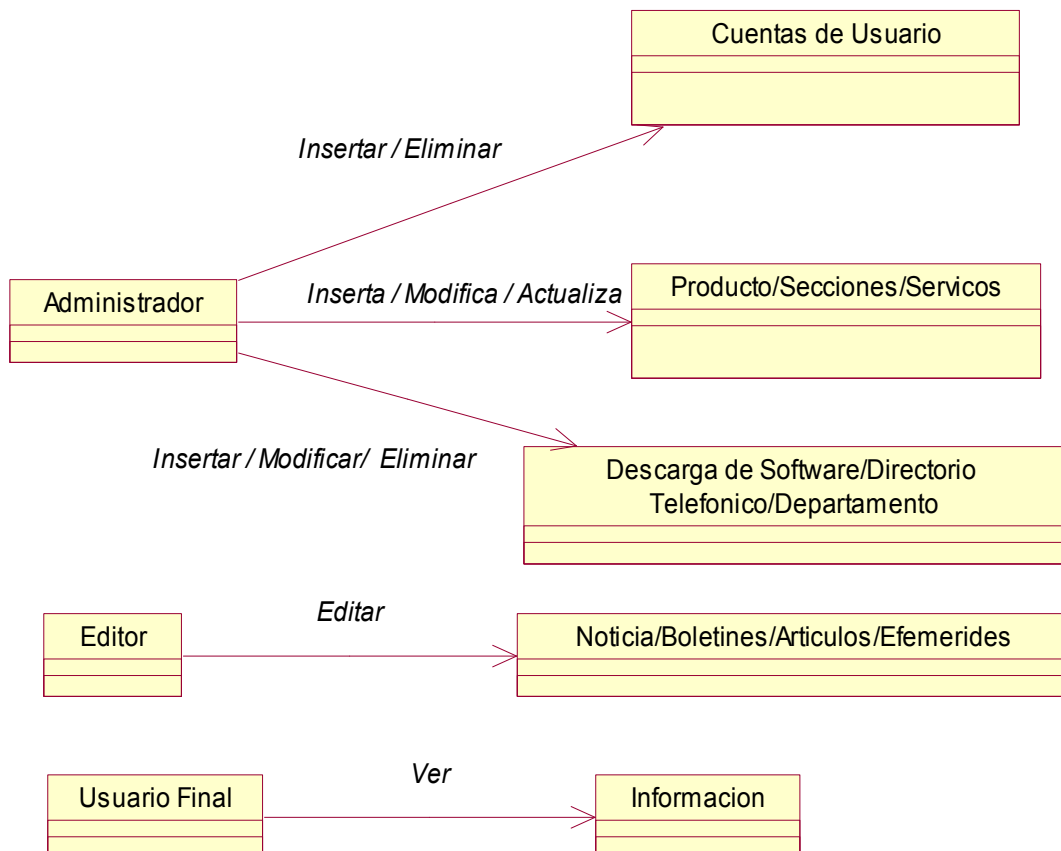 Cuentas de Usuario
Insertar / Eliminar
Administrador
Inserta / Modifica / Actualiza
Producto/Secciones/Servicos
Insertar / Modificar/ Eliminar
Descarga de Software/Directorio
Telefonico/Departamento
Editor
Editar
Noticia/Boletines/Articulos/Efemerides
Usuario Final
Ver
Informacion